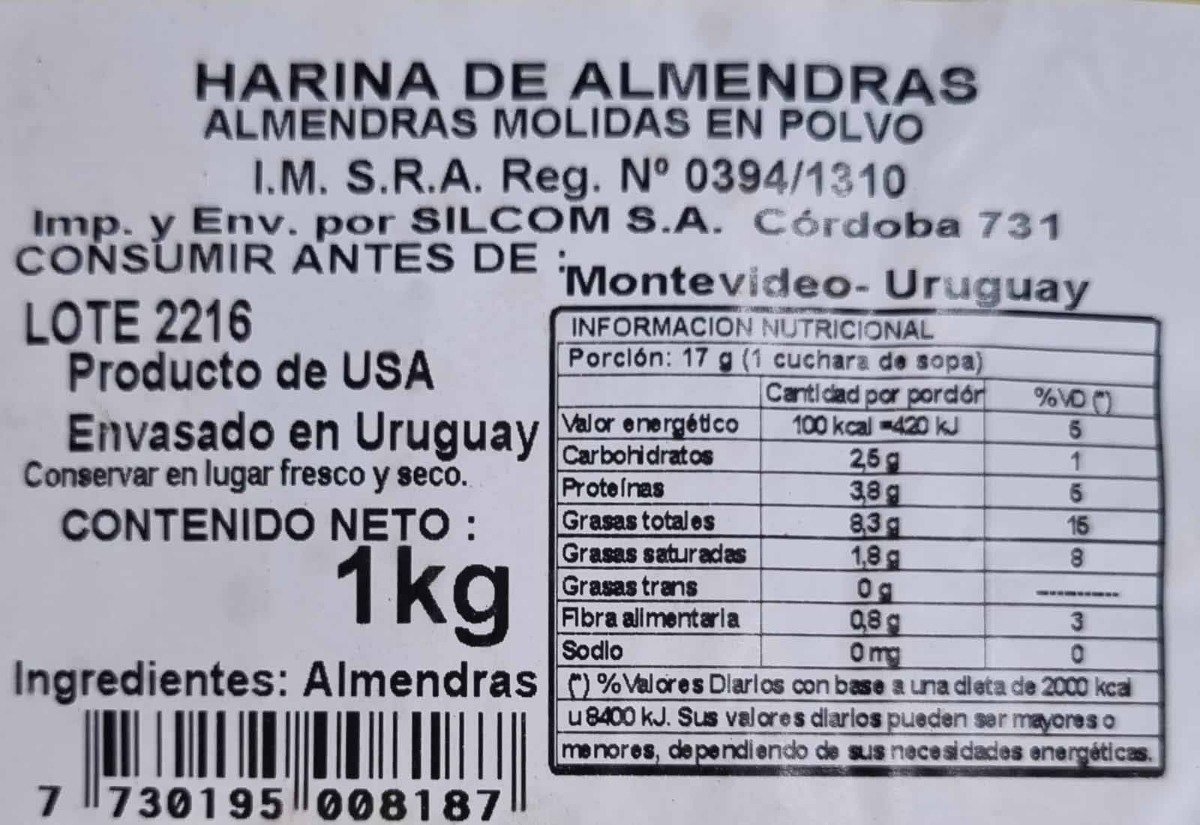 HARINA DE ALMENDRAS
ALMENDRAS MOLIDAS EN POLVO
I.M. S.R.A. Reg. Nº 0394/1310
Imp. y Env. por SILCOM S.A. Córdoba 731
CONSUMIR ANTES DE :
Montevideo- Uruguay
LOTE 2216
Producto de USA
Envasado en Uruguay
Conservar en lugar fresco y seco.
CONTENIDO NETO :
1kg
Ingredientes: Almendras
7 730195 008187
INFORMACION NUTRICIONAL
Porción: 17 g (1 cuchara de sopa)
Cantidad por porción %VD (*)
Valor energético 100 kcal =420 kJ 5
Carbohidratos 2,5 g 1
Proteínas 3,8 g 5
Grasas totales 8,3 g 15
Grasas saturadas 1,8 g 8
Grasas trans 0 g ----------
Fibra alimentaria 0,8 g 3
Sodio 0 mg 0
(*) % Valores Diarios con base a una dieta de 2000 kcal
u 8400 kJ. Sus valores diarios pueden ser mayores o
menores, dependiendo de sus necesidades energéticas.